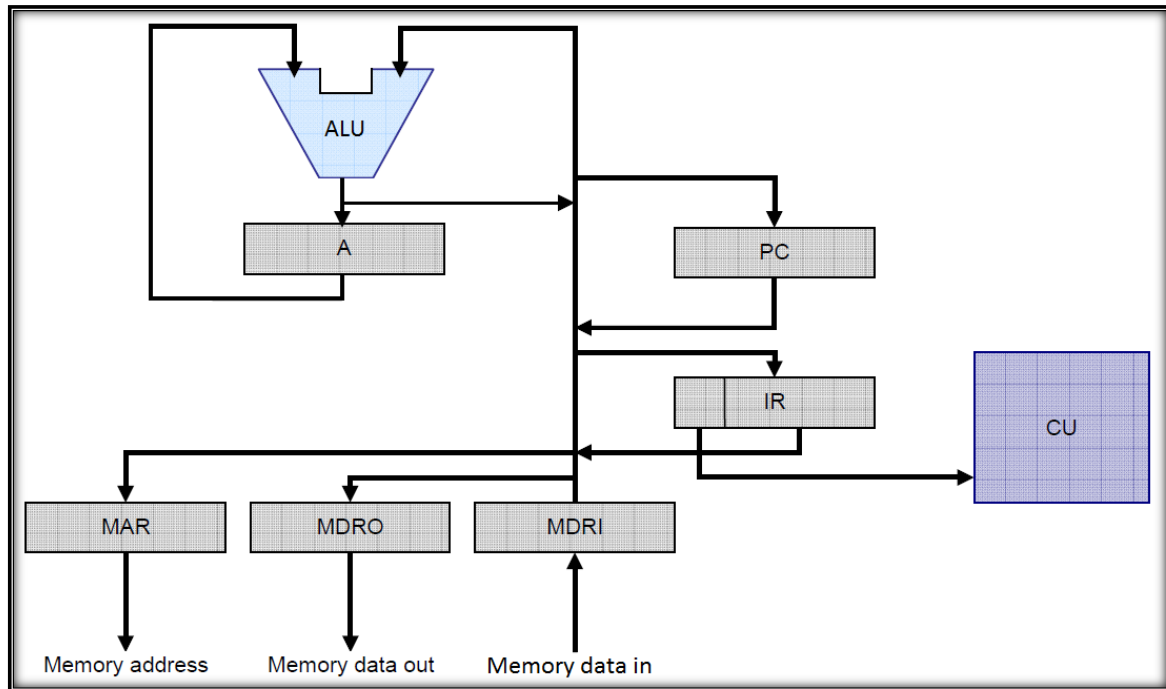 ALU
A
PC
IR
CU
MAR
MDRO
MDRI
Memory address
Memory data out
Memory data in